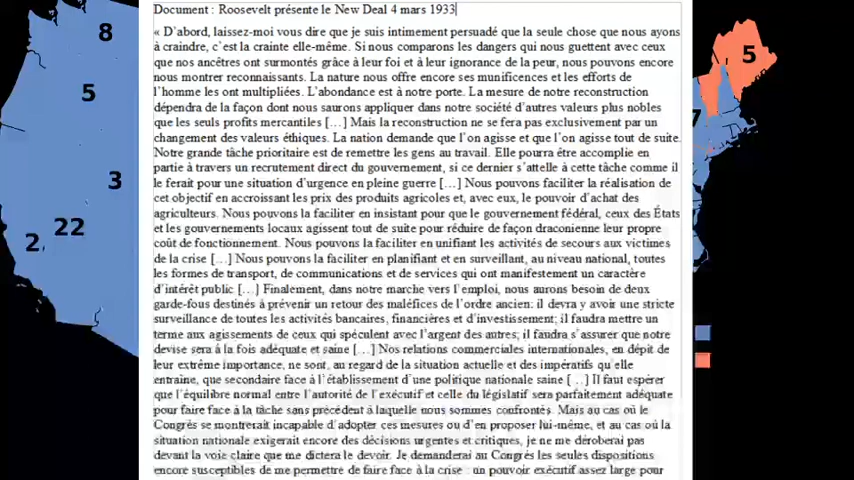 Document : Roosevelt présente le New Deal 4 mars 1933
« D'abord, laissez-moi vous dire que je suis intimement persuadé que la seule chose que nous ayons
à craindre, c'est la crainte elle-même. Si nous comparons les dangers qui nous guettent avec ceux
que nos ancêtres ont surmontés grâce à leur foi et à leur ignorance de la peur, nous pouvons encore
nous montrer reconnaissants. La nature nous offre encore ses munificences et les efforts de
l'homme les ont multipliées. L'abondance est à notre porte. La mesure de notre reconstruction
dépendra de la façon dont nous saurons appliquer dans notre société d'autres valeurs plus nobles
que les seuls profits mercantiles […] Mais la reconstruction ne se fera pas exclusivement par un
changement des valeurs éthiques. La nation demande que l'on agisse et que l'on agisse tout de suite.
Notre grande tâche prioritaire est de remettre les gens au travail. Elle pourra être accomplie en
partie à travers un recrutement direct du gouvernement, si ce dernier s'attelle à cette tâche comme il
le ferait pour une situation d'urgence en pleine guerre […] Nous pouvons faciliter la réalisation de
cet objectif en accroissant les prix des produits agricoles et, avec eux, le pouvoir d'achat des
agriculteurs. Nous pouvons la faciliter en insistant pour que le gouvernement fédéral, ceux des États
et les gouvernements locaux agissent tout de suite pour réduire de façon draconienne leur propre
coût de fonctionnement. Nous pouvons la faciliter en unifiant les activités de secours aux victimes
de la crise […] Nous pouvons la faciliter en planifiant et en surveillant, au niveau national, toutes
les formes de transport, de communications et de services qui ont manifestement un caractère
d'intérêt public […] Finalement, dans notre marche vers l'emploi, nous aurons besoin de deux
garde-fous destinés à prévenir un retour des maléfices de l'ordre ancien: il devra y avoir une stricte
surveillance de toutes les activités bancaires, financières et d'investissement; il faudra mettre un
terme aux agissements de ceux qui spéculent avec l'argent des autres; il faudra s'assurer que notre
devise sera à la fois adéquate et saine […] Nos relations commerciales internationales, en dépit de
leur extrême importance, ne sont, au regard de la situation actuelle et des impératifs qu'elle
entraîne, que secondaire face à l'établissement d'une politique nationale saine […] Il faut espérer
que l'équilibre normal entre l'autorité de l'exécutif et celle du législatif sera parfaitement adéquate
pour faire face à la tâche sans précédent à laquelle nous sommes confrontés. Mais au cas où le
Congrès se montrerait incapable d'adopter ces mesures ou d'en proposer lui-même, et au cas où la
situation nationale exigerait encore des décisions urgentes et critiques, je ne me déroberai pas
devant la voie claire que me dictera le devoir. Je demanderai au Congrès les seules dispositions
encore susceptibles de me permettre de faire face à la crise : un pouvoir exécutif assez large pour
8
5
3
22
2
5
7